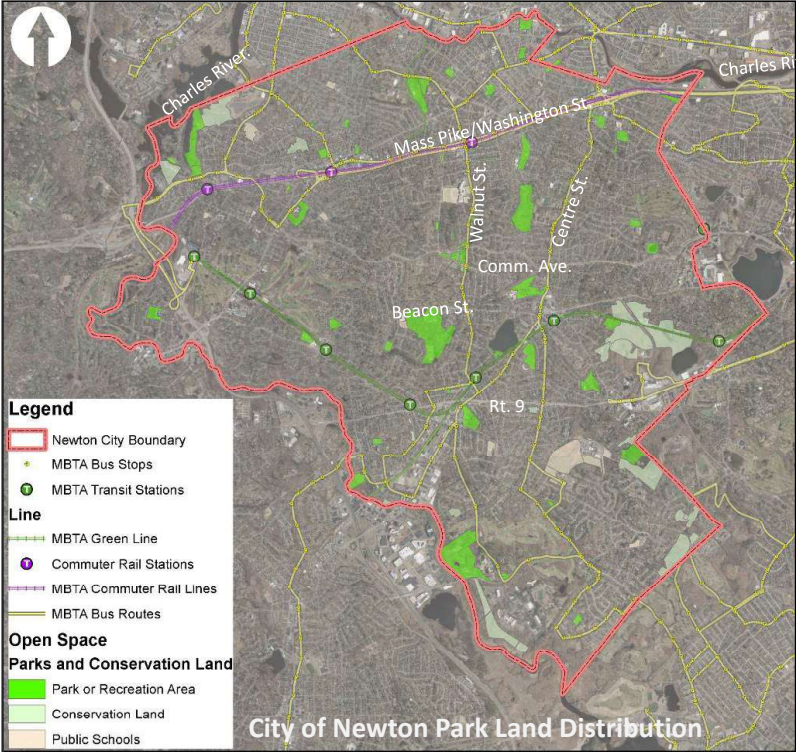 Charles River.
Charles Ri
Mass Pike/Washington St.
Walnut St.
Centre St.
Comm. Ave.
Beacon St.
Rt. 9
Legend
Newton City Boundary
MBTA Bus Stops
T MBTA Transit Stations
Line
MBTA Green Line
T Commuter Rail Stations
MBTA Commuter Rail Lines
MBTA Bus Routes
Open Space
Parks and Conservation Land
Park or Recreation Area
Conservation Land
Public Schools
City of Newton Park Land Distribution